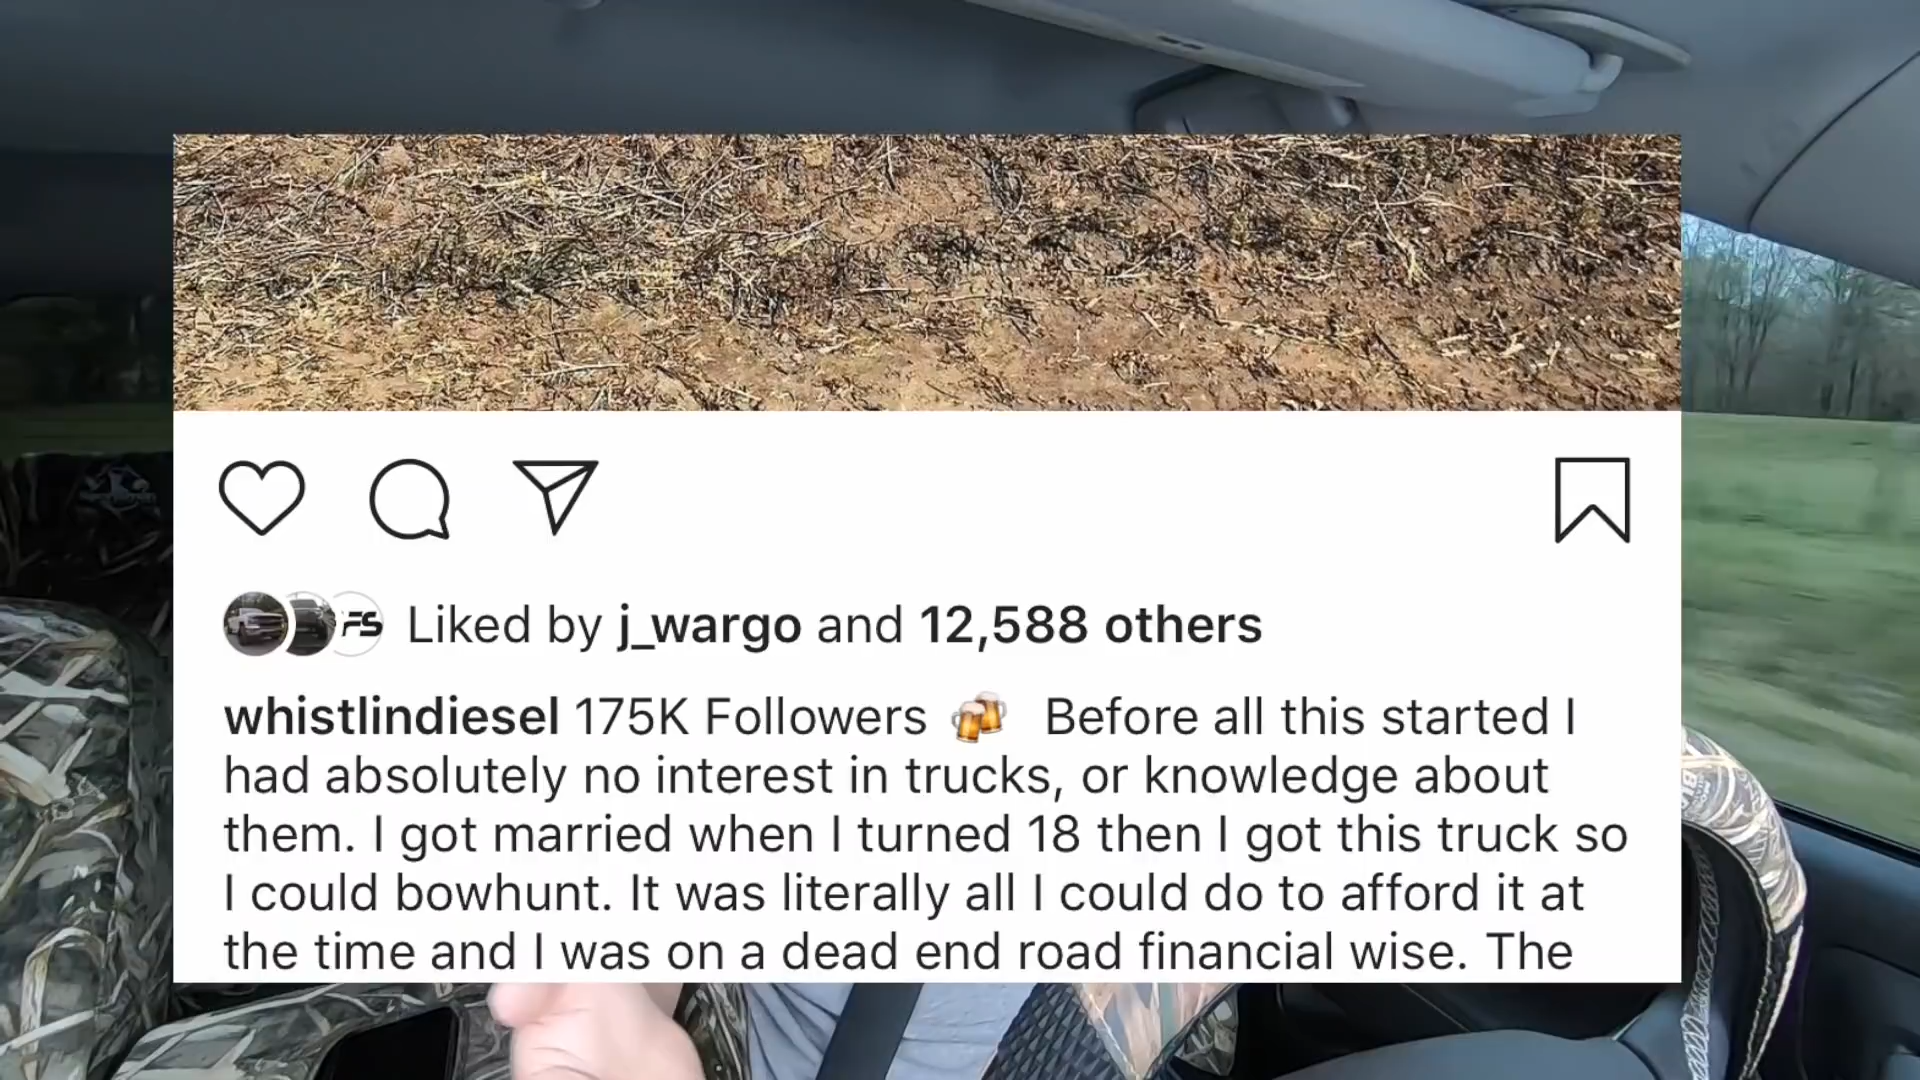 FS Liked by j_wargo and 12,588 others
whistlindiesel 175K Followers 🍻 Before all this started I
had absolutely no interest in trucks, or knowledge about
them. I got married when I turned 18 then I got this truck so
I could bowhunt. It was literally all I could do to afford it at
the time and I was on a dead end road financial wise. The